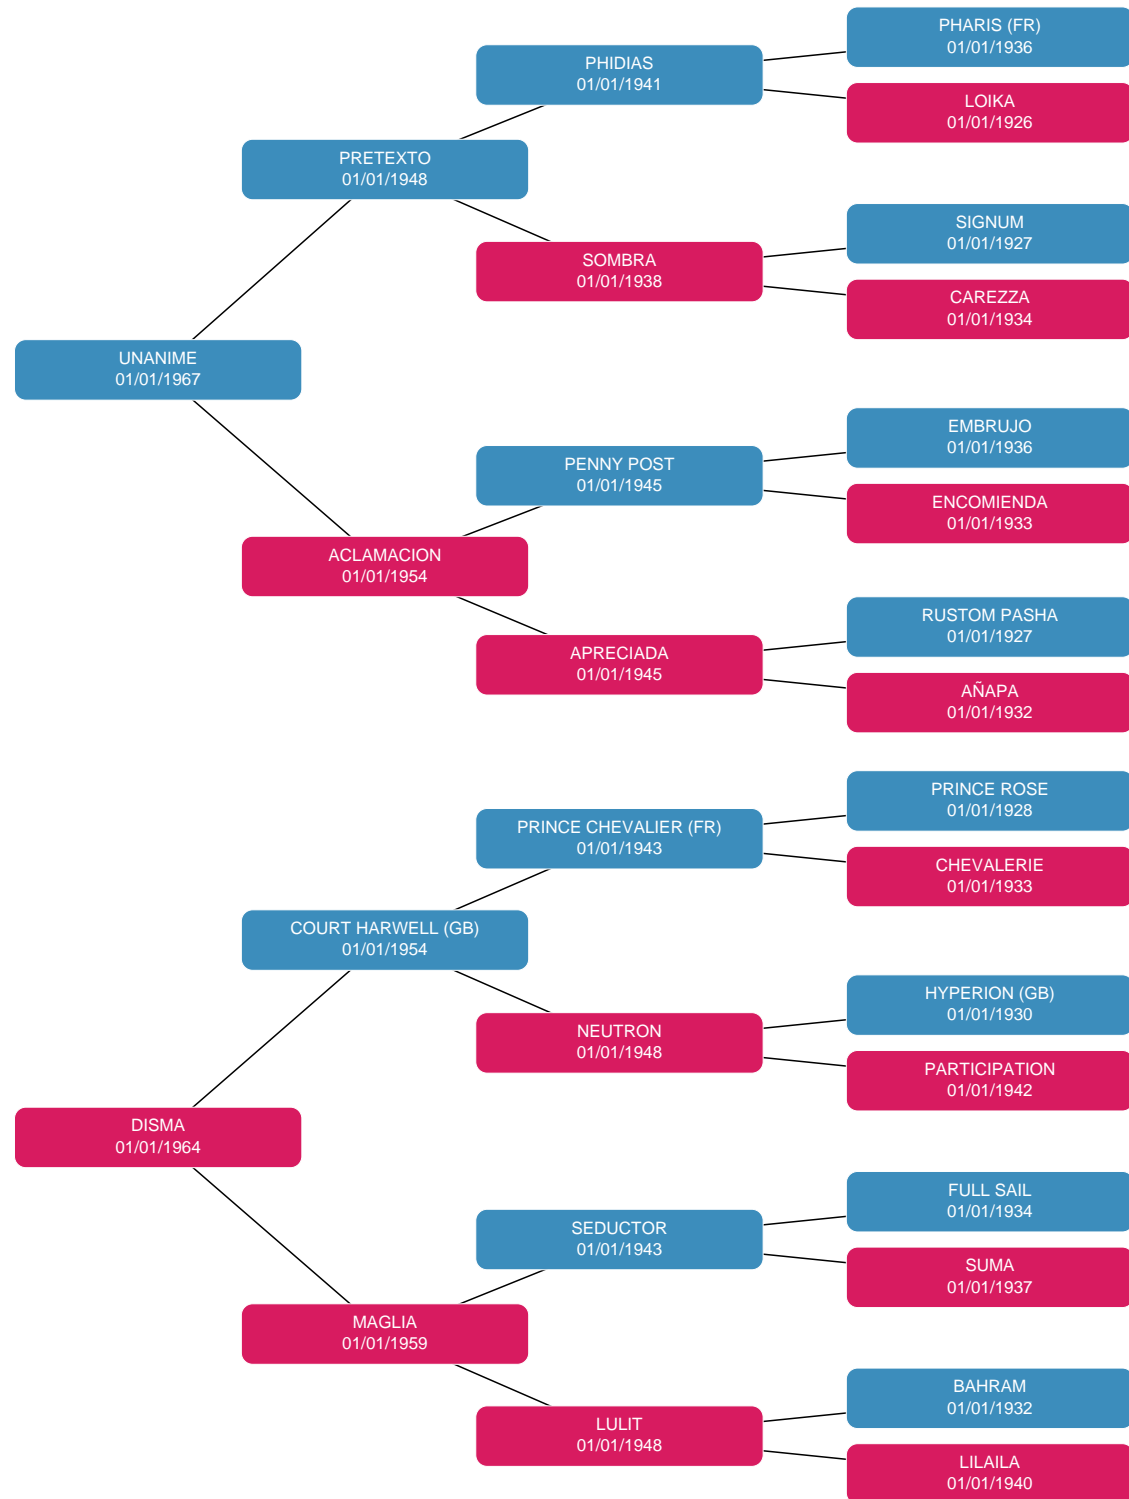 PHARIS (FR)
01/01/1936
PHIDIAS
01/01/1941
LOIKA
01/01/1926
PRETEXTO
01/01/1948
SIGNUM
01/01/1927
SOMBRA
01/01/1938
CAREZZA
01/01/1934
UNANIME
01/01/1967
EMBRUJO
01/01/1936
PENNY POST
01/01/1945
ENCOMIENDA
01/01/1933
ACLAMACION
01/01/1954
RUSTOM PASHA
01/01/1927
APRECIADA
01/01/1945
AÑAPA
01/01/1932
PRINCE ROSE
01/01/1928
PRINCE CHEVALIER (FR)
01/01/1943
CHEVALERIE
01/01/1933
COURT HARWELL (GB)
01/01/1954
HYPERION (GB)
01/01/1930
NEUTRON
01/01/1948
PARTICIPATION
01/01/1942
DISMA
01/01/1964
FULL SAIL
01/01/1934
SEDUCTOR
01/01/1943
SUMA
01/01/1937
MAGLIA
01/01/1959
BAHRAM
01/01/1932
LULIT
01/01/1948
LILAILA
01/01/1940